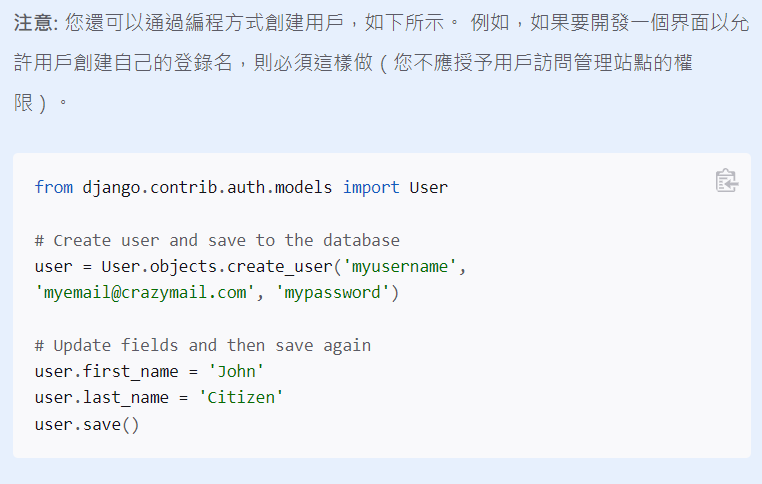 注意: 您還可以通過編程方式創建用戶，如下所示。 例如，如果要開發一個界面以允
許用戶創建自己的登錄名，則必須這樣做（您不應授予用戶訪問管理站點的權
限）。
from django.contrib.auth.models import User
# Create user and save to the database
user = User.objects.create_user('myusername',
'myemail@crazymail.com', 'mypassword')
# Update fields and then save again
user.first_name = 'John'
user.last_name = 'Citizen'
user.save()